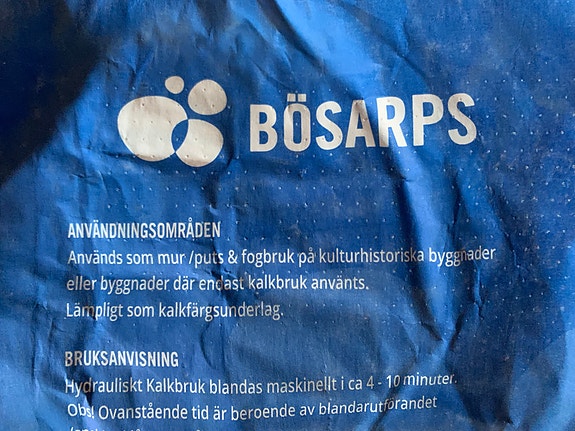 BÖSARPS
ANVÄNDNINGSOMRÅDEN
Används som mur /puts & fogbruk på kulturhistoriska byggnader
eller byggnader där endast kalkbruk använts.
Lämpligt som kalkfärgsunderlag.
BRUKSANVISNING
Hydrauliskt Kalkbruk blandas maskinellt i ca 4 - 10 minuter.
Obs! Ovanstående tid är beroende av blandarutförandet